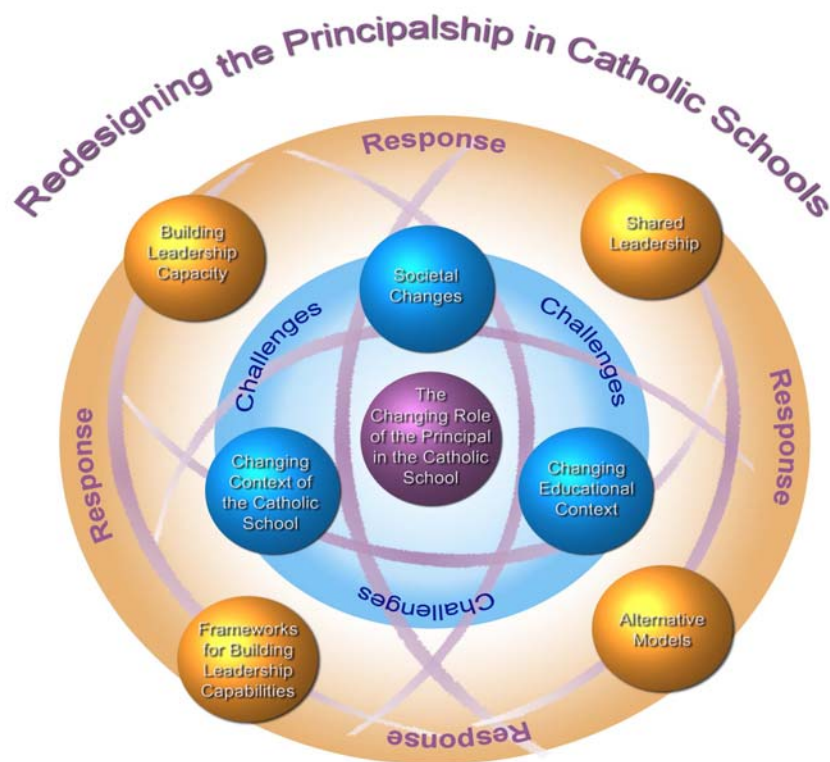 Redesigning the Principalship in Catholic Schools
Response
Building
Leadership
Capacity
Shared
Leadership
Societal
Changes
Challenges
Challenges
The
Changing Role
of the Principal
in the Catholic
School
Response
Response
Changing
Context of
the Catholic
School
Changing
Educational
Context
Challenges
Frameworks
for Building
Leadership
Capabilities
Alternative
Models
Response